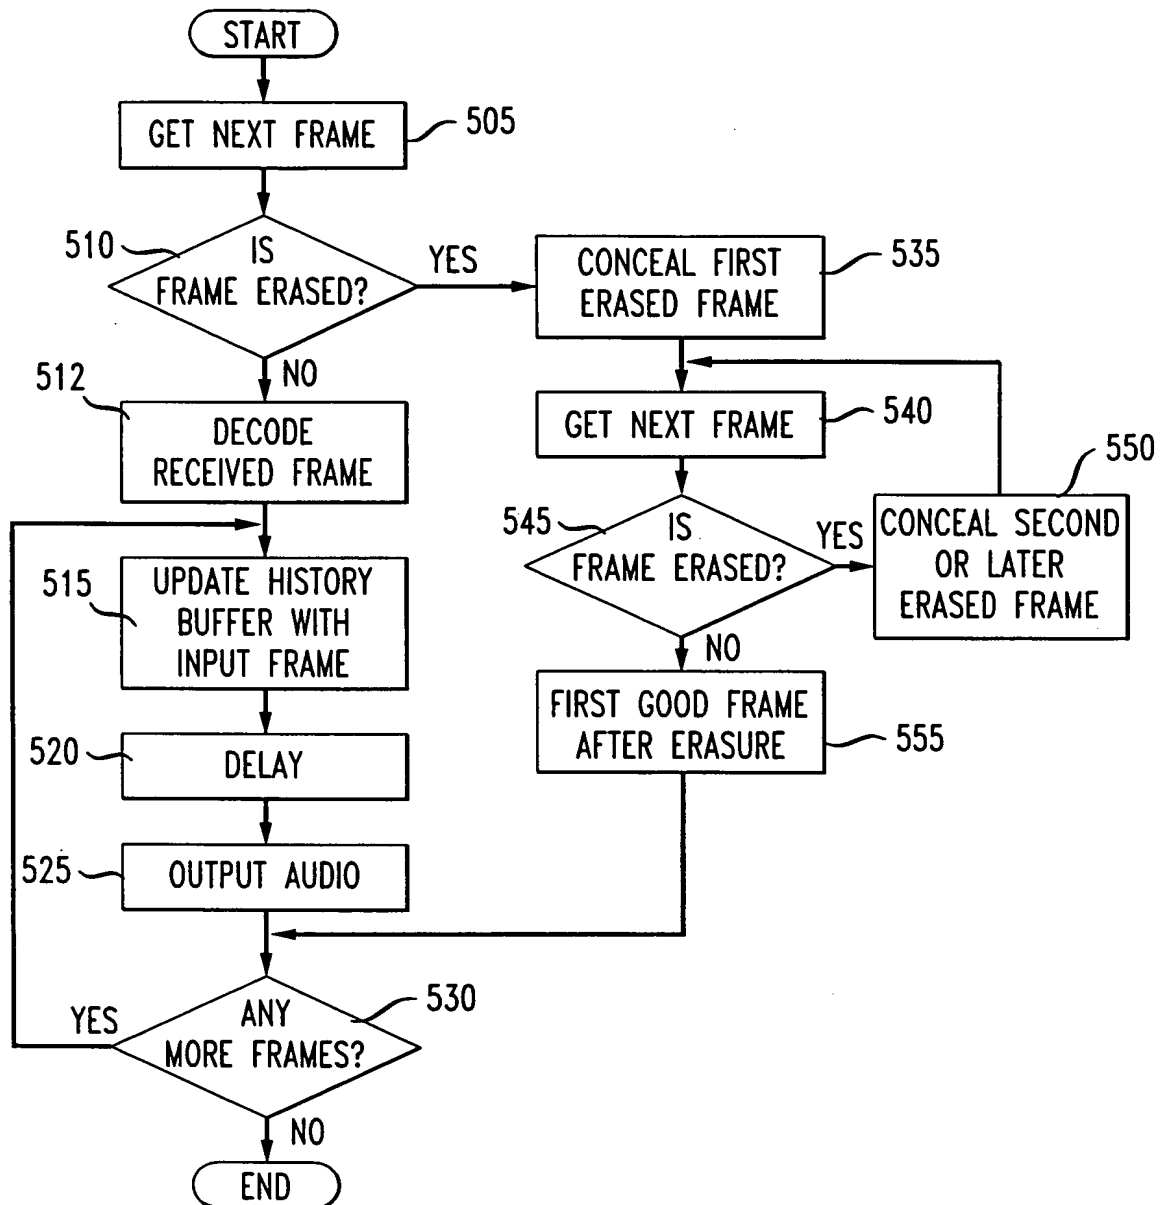 START
GET NEXT FRAME
505
510
IS
FRAME ERASED?
YES
CONCEAL FIRST
ERASED FRAME
535
NO
512
DECODE
RECEIVED FRAME
GET NEXT FRAME
540
550
545
IS
FRAME ERASED?
YES
CONCEAL SECOND
OR LATER
ERASED FRAME
515
UPDATE HISTORY
BUFFER WITH
INPUT FRAME
NO
FIRST GOOD FRAME
AFTER ERASURE
555
520
DELAY
525
OUTPUT AUDIO
530
YES
ANY
MORE FRAMES?
NO
END